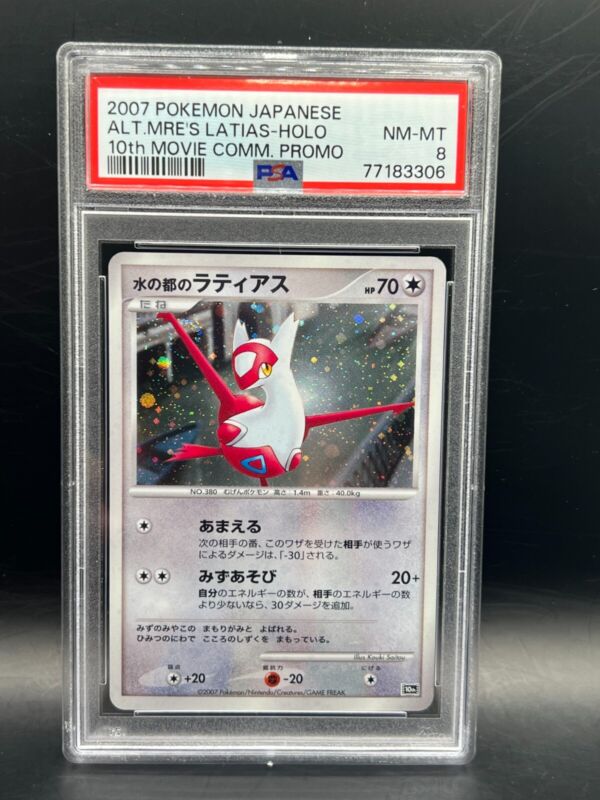 2007 POKEMON JAPANESE
ALT.MRE'S LATIAS-HOLO NM-MT
10th MOVIE COMM. PROMO 8
PSA 77183306
水の都のラティアス HP70
たね
NO.380 むげんポケモン 高さ:1.4m 重さ:40.0kg
あまえる
次の相手の番、このワザを受けた相手が使うワザ
によるダメージは、「-30」される。
みずあそび 20+
自分のエネルギーの数が、相手のエネルギーの数
より少ないなら、30ダメージを追加。
みずのみやこの まもりがみと よばれる。
ひみつのにわで こころのしずくを まもっている。
illus.Kouki Saitou
弱点 抵抗力 にげる
+20 -20
©2007 Pokémon/Nintendo/Creatures/GAME FREAK
10th